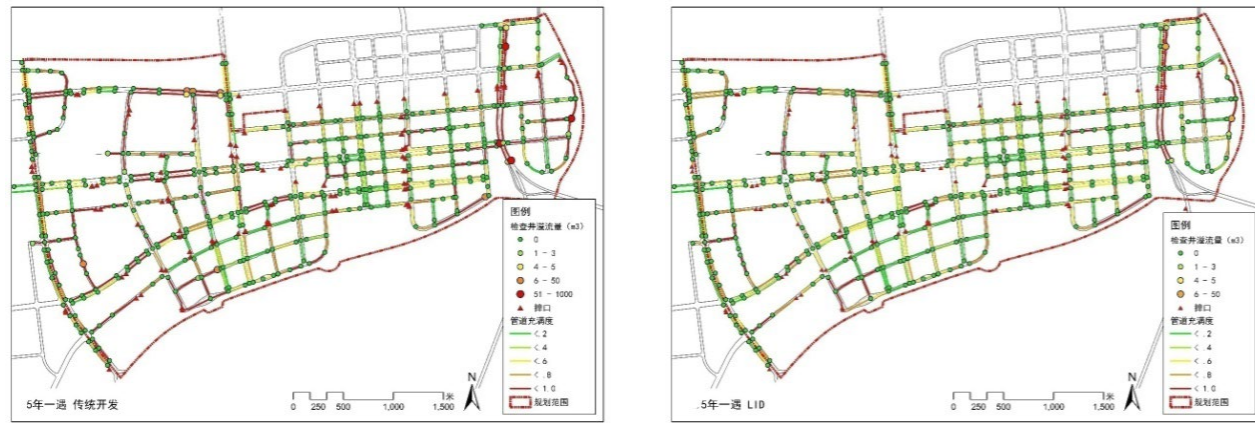 图例
检查井溢流量（m3）
0
1 - 3
4 - 5
6 - 50
51 - 1000
排口
管道充满度
<.2
<.4
<.6
<.8
<1.0
规划范围
N
米
0 250 500 1,000 1,500
5年一遇 传统开发
图例
检查井溢流量（m3）
0
1 - 3
4 - 5
6 - 50
排口
管道充满度
<.2
<.4
<.6
<.8
<1.0
规划范围
N
米
0 250 500 1,000 1,500
.5年一遇 LID